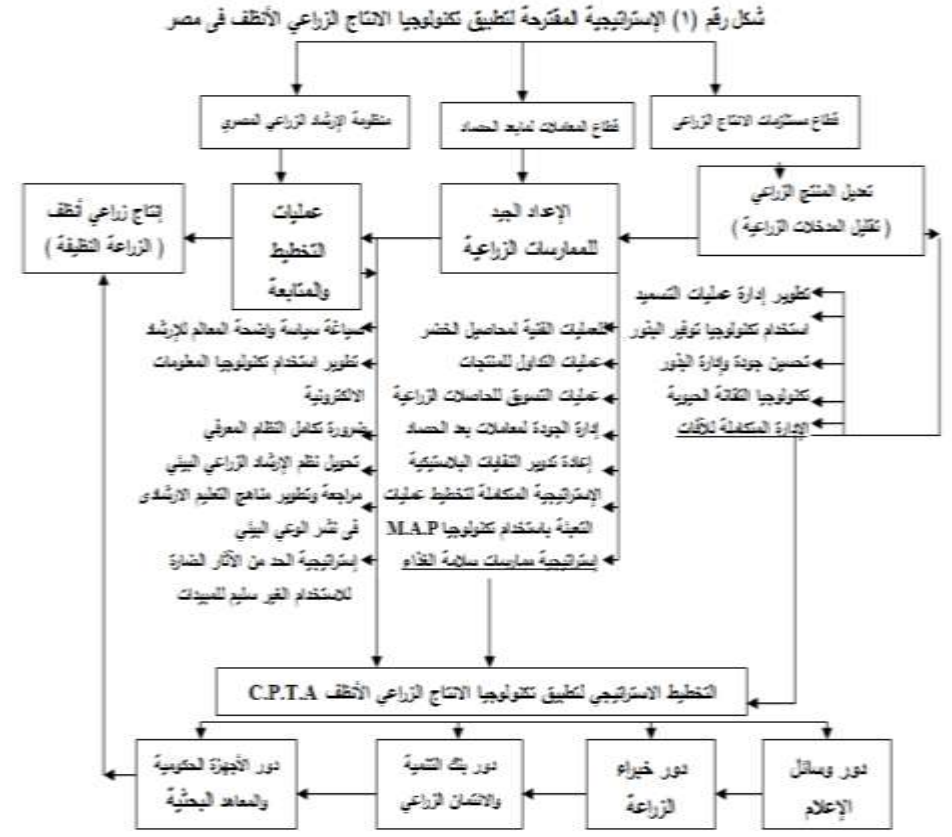 شكل رقم (١) الإستراتيجية المقترحة لتطبيق تكنولوجيا الانتاج الزراعي الأنظف فى مصر
قطاع مستلزمات الانتاج الزراعى
قطاع المعاملات لمابعد الحصاد
منظومة الإرشاد الزراعي المصري
تعديل المنتج الزراعي
( تقليل المدخلات الزراعية )
الإعداد الجيد
للممارسات الزراعية
عمليات
التخطيط
والمتابعة
إنتاج زراعي أنظف
( الزراعة النظيفة )
تطوير إدارة عمليات التسميد
استخدام تكنولوجيا توفير البذور
تحسين جودة وإدارة الجذور
تكنولوجيا التقانة الحيوية
الإدارة المتكاملة للآفات
العمليات الفنية لمحاصيل الخضر
عمليات التداول للمنتجات
عمليات التسويق للحاصلات الزراعية
إدارة الجودة لمعاملات بعد الحصاد
إعادة تدوير النفايات البلاستيكية
الإستراتيجية المتكاملة لتخطيط عمليات
التعبئة باستخدام تكنولوجيا M.A.P
إستراتيجية ممارسات سلامة الغذاء
صياغة سياسة واضحة المعالم للإرشاد
تطوير استخدام تكنولوجيا المعلومات
الالكترونية
ضرورة تكامل النظام المعرفي
تحويل نظم الإرشاد الزراعي البيئي
مراجعة وتطوير مناهج التعليم الارشادى
فى نشر الوعي البيئي
إستراتيجية الحد من الآثار الضارة
للاستخدام الغير سليم للمبيدات
التخطيط الاستراتيجي لتطبيق تكنولوجيا الانتاج الزراعي الأنظف C.P.T.A
دور وسائل
الإعلام
دور خبراء
الزراعة
دور بنك التنمية
والائتمان الزراعي
دور الأجهزة الحكومية
والمعاهد البحثية